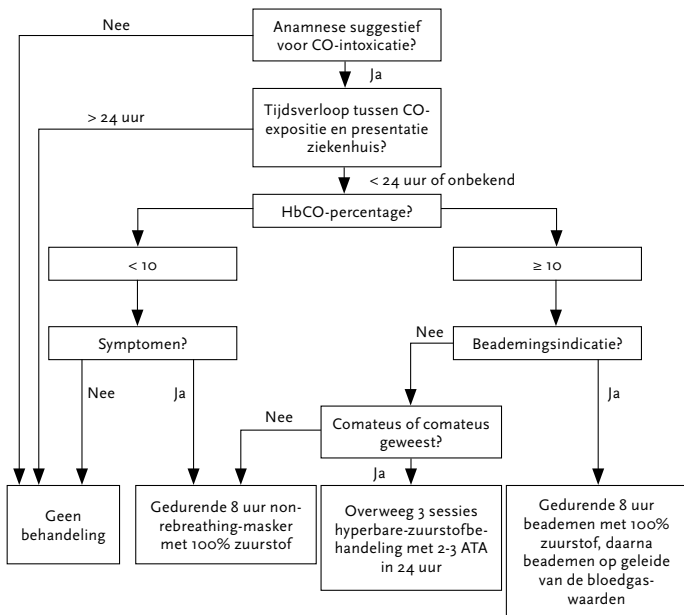 Nee
Anamnese suggestief
voor CO-intoxicatie?
Ja
> 24 uur
Tijdsverloop tussen CO-
expositie en presentatie
ziekenhuis?
< 24 uur of onbekend
HbCO-percentage?
< 10
≥ 10
Symptomen?
Nee
Beademingsindicatie?
Nee
Ja
Nee
Comateus of comateus
geweest?
Ja
Ja
Geen
behandeling
Gedurende 8 uur non-
rebreathing-masker
met 100% zuurstof
Overweeg 3 sessies
hyperbare-zuurstofbe-
handeling met 2-3 ATA
in 24 uur
Gedurende 8 uur
beademen met 100%
zuurstof, daarna
beademen op geleide
van de bloedgas-
waarden